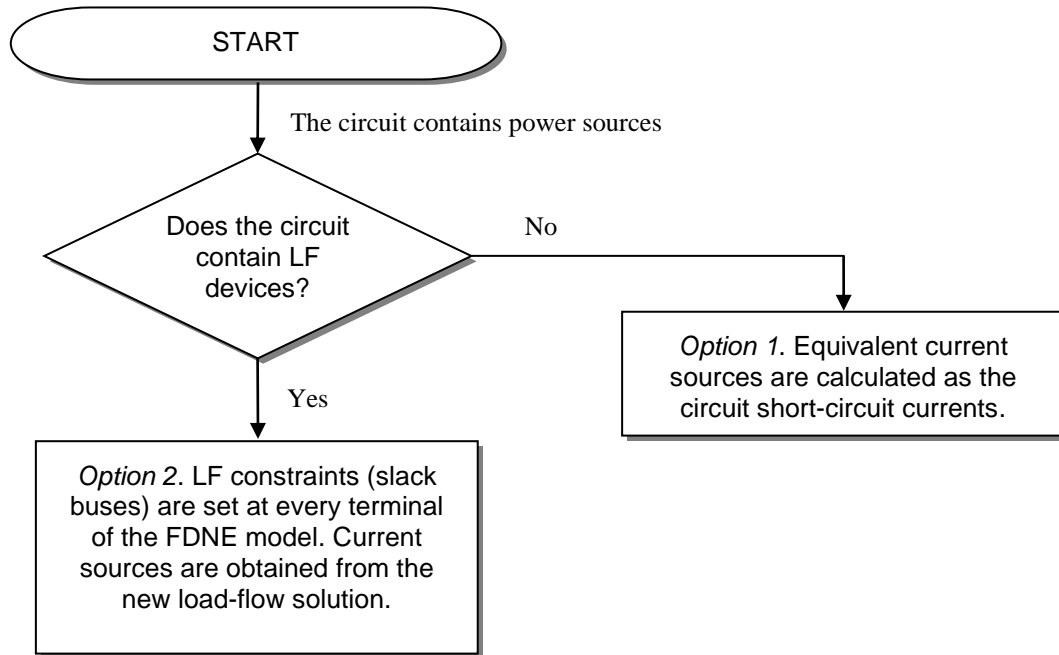 START
The circuit contains power sources
Does the circuit
contain LF
devices?
No
Option 1. Equivalent current
sources are calculated as the
circuit short-circuit currents.
Yes
Option 2. LF constraints (slack
buses) are set at every terminal
of the FDNE model. Current
sources are obtained from the
new load-flow solution.